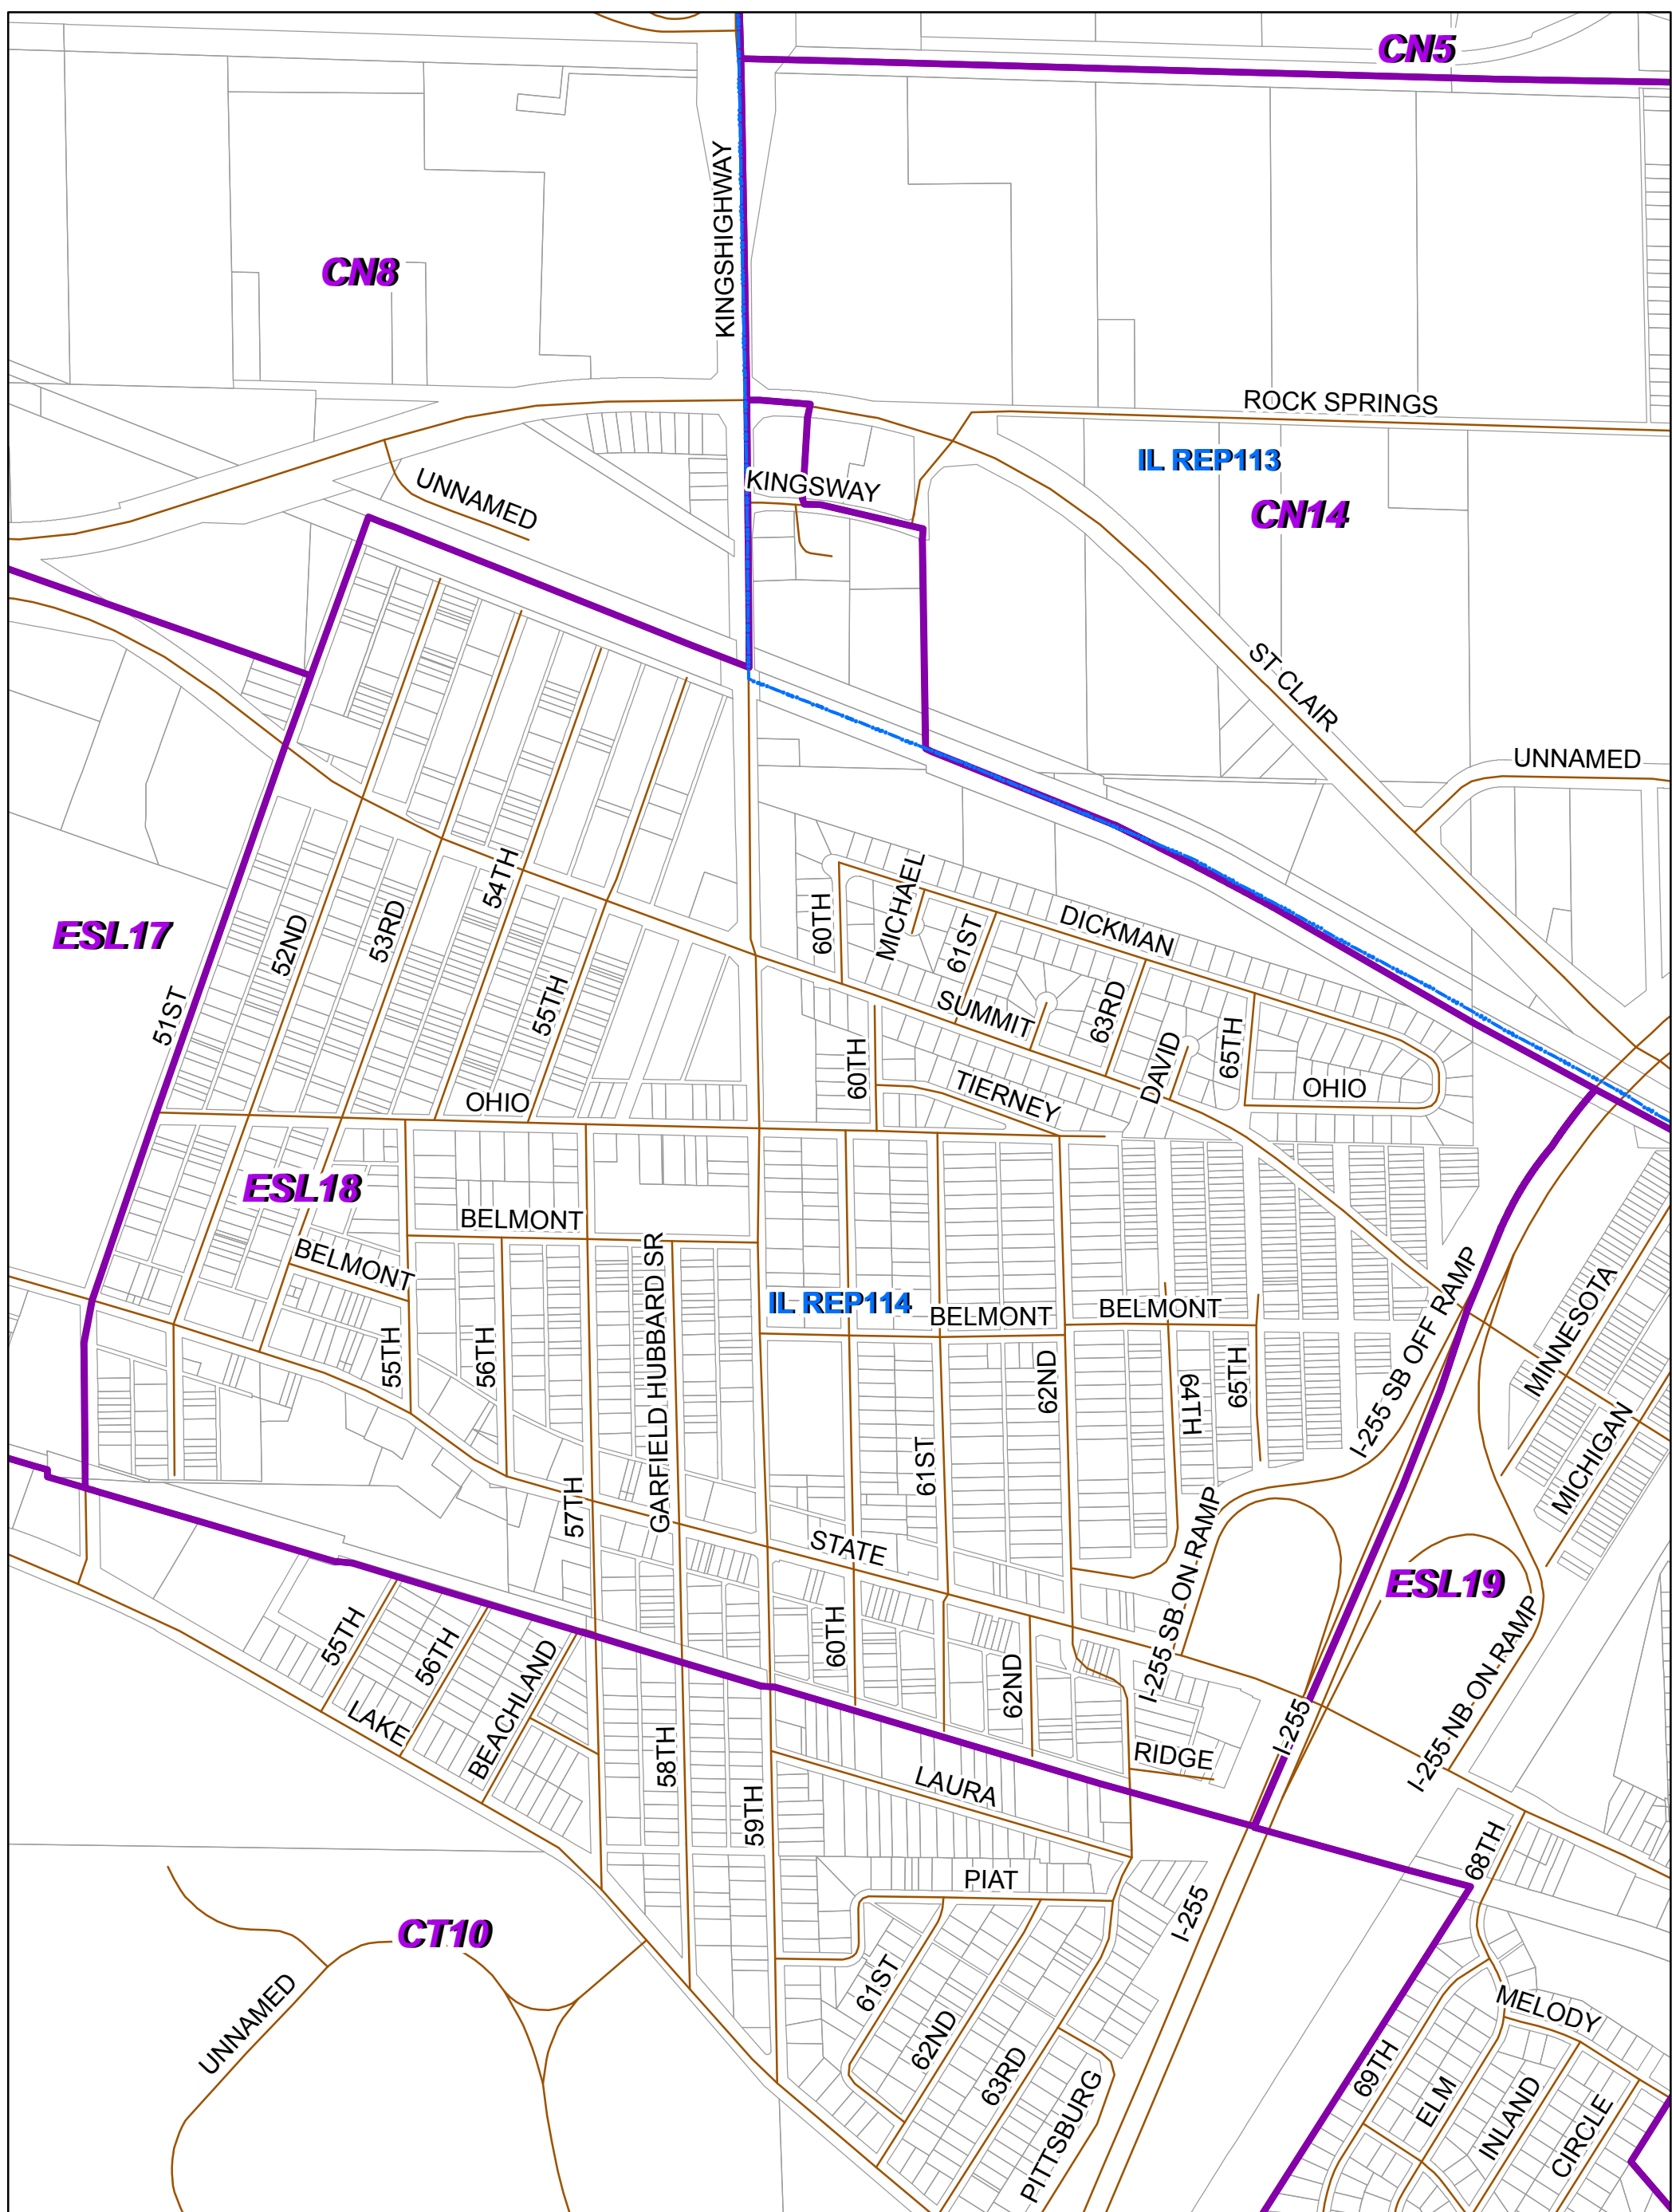 CN5
KINGSHIGHWAY
CN8
ROCK SPRINGS
IL REP113
KINGSWAY
UNNAMED
CN14
ST CLAIR
UNNAMED
MICHAEL
54TH
60TH
61ST
DICKMAN
ESL17
52ND
53RD
55TH
51ST
SUMMIT
63RD
65TH
DAVID
60TH
TIERNEY
OHIO
OHIO
ESL18
BELMONT
BELMONT
GARFIELD HUBBARD SR
IL REP114
BELMONT
BELMONT
I-255 SB OFF RAMP
MINNESOTA
55TH
56TH
62ND
64TH
65TH
61ST
MICHIGAN
57TH
STATE
I-255 SB ON RAMP
ESL19
55TH
56TH
60TH
62ND
BEACHLAND
I-255 NB ON RAMP
LAKE
58TH
59TH
LAURA
RIDGE
I-255
68TH
PIAT
I-255
CT10
UNNAMED
61ST
62ND
63RD
MELODY
PITTSBURG
69TH
ELM
INLAND
CIRCLE